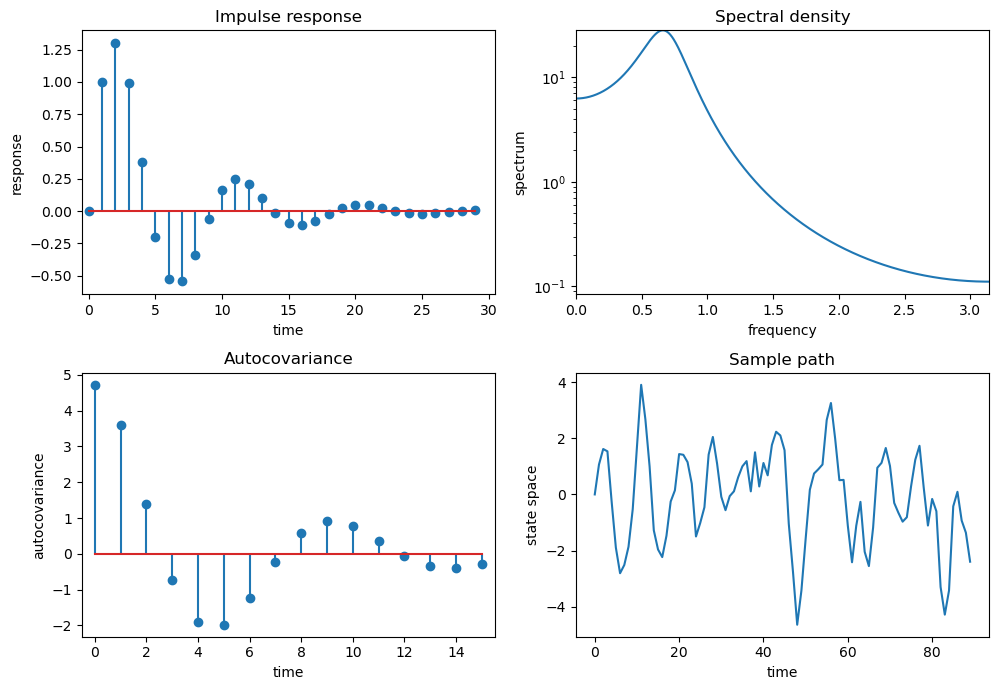 Impulse response
1.25
1.00
0.75
0.50
0.25
0.00
−0.25
−0.50
response
0 5 10 15 20 25 30
time
Spectral density
10¹
10⁰
10⁻¹
spectrum
0.0 0.5 1.0 1.5 2.0 2.5 3.0
frequency
Autocovariance
5
4
3
2
1
0
−1
−2
autocovariance
0 2 4 6 8 10 12 14
time
Sample path
4
2
0
−2
−4
state space
0 20 40 60 80
time